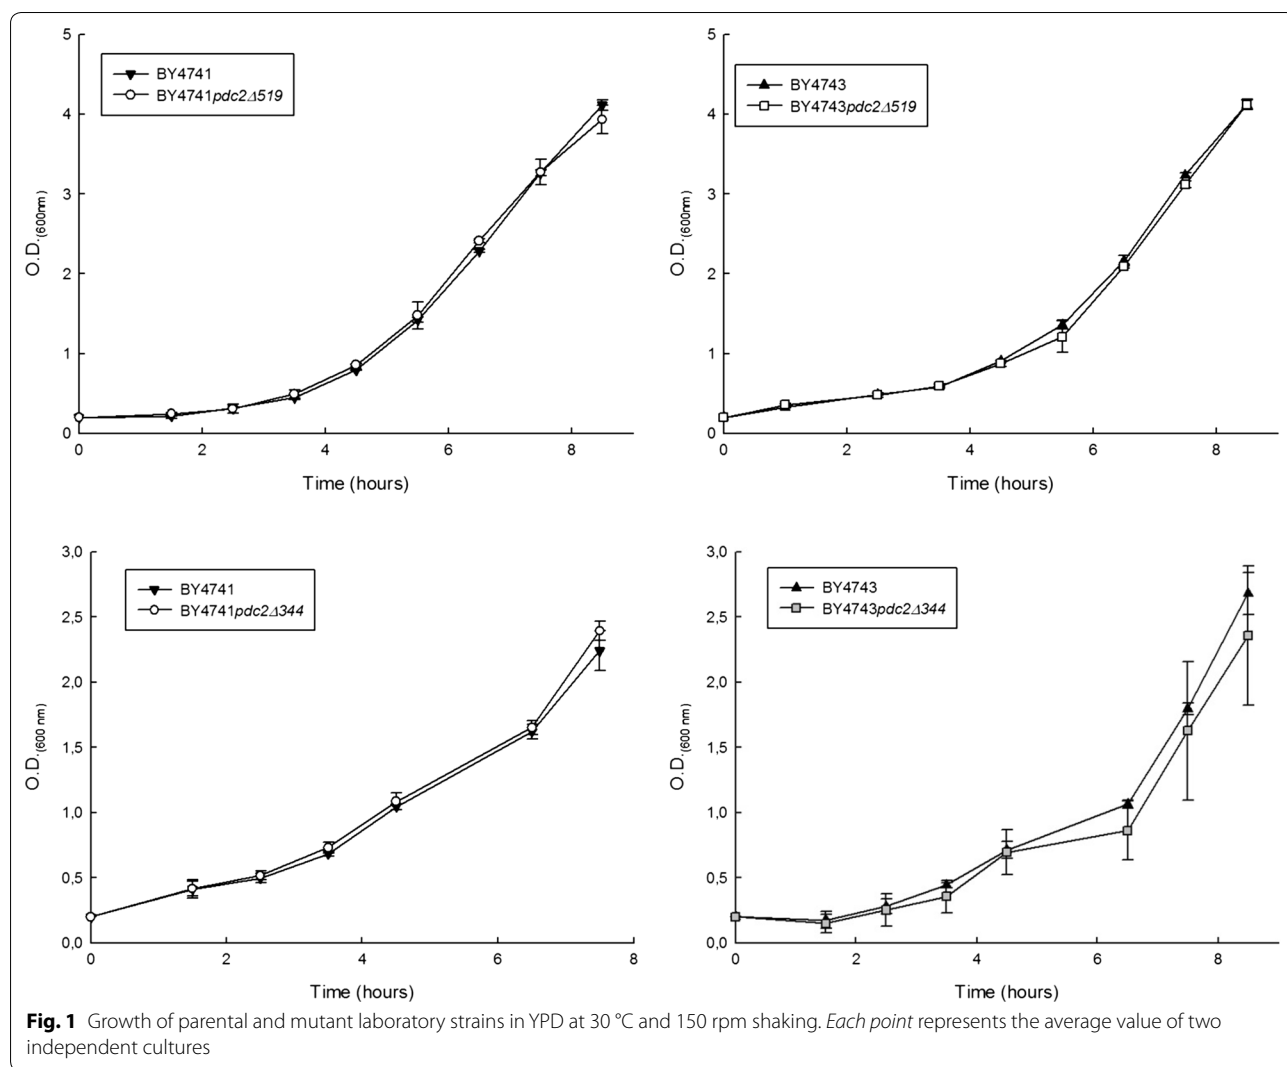 5
4
3
2
1
0
O.D.(600nm)
BY4741
BY4741pdc2Δ519
0 2 4 6 8
Time (hours)
5
4
3
2
1
0
O.D.(600nm)
BY4743
BY4743pdc2Δ519
0 2 4 6 8
Time (hours)
3,0
2,5
2,0
1,5
1,0
0,5
0,0
O.D.(600 nm)
BY4741
BY4741pdc2Δ344
0 2 4 6 8
Time (hours)
3,0
2,5
2,0
1,5
1,0
0,5
0,0
O.D.(600 nm)
BY4743
BY4743pdc2Δ344
0 2 4 6 8
Time (hours)
Fig. 1 Growth of parental and mutant laboratory strains in YPD at 30 °C and 150 rpm shaking. Each point represents the average value of two
independent cultures